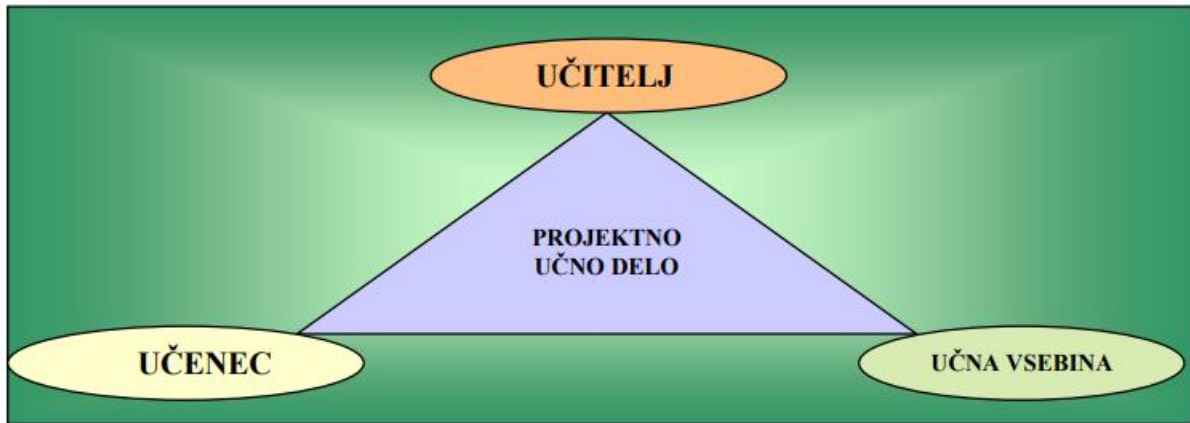 UČITELJ
PROJEKTNO
UČNO DELO
UČENEC
UČNA VSEBINA